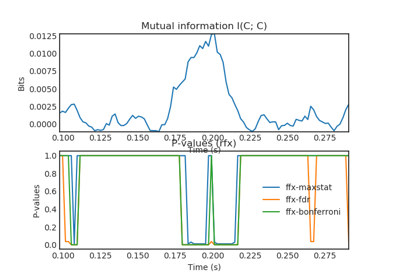 Mutual information I(C; C)
Bits
0.0125
0.0100
0.0075
0.0050
0.0025
0.0000
0.100 0.125 0.150 0.175 0.200 0.225 0.250 0.275
Time (s)
P-values (rfx)
P-values
1.0
0.8
0.6
0.4
0.2
0.0
ffx-maxstat
ffx-fdr
ffx-bonferroni
0.100 0.125 0.150 0.175 0.200 0.225 0.250 0.275
Time (s)